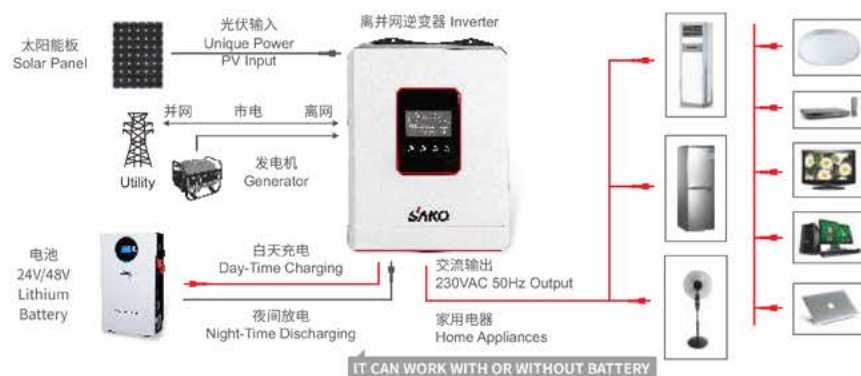 太阳能板
Solar Panel
光伏输入
Unique Power
PV Input
离并网逆变器 Inverter
并网
市电
离网
Utility
发电机
Generator
SAKO
电池
24V/48V
Lithium
Battery
白天充电
Day-Time Charging
夜间放电
Night-Time Discharging
交流输出
230VAC 50Hz Output
家用电器
Home Appliances
IT CAN WORK WITH OR WITHOUT BATTERY